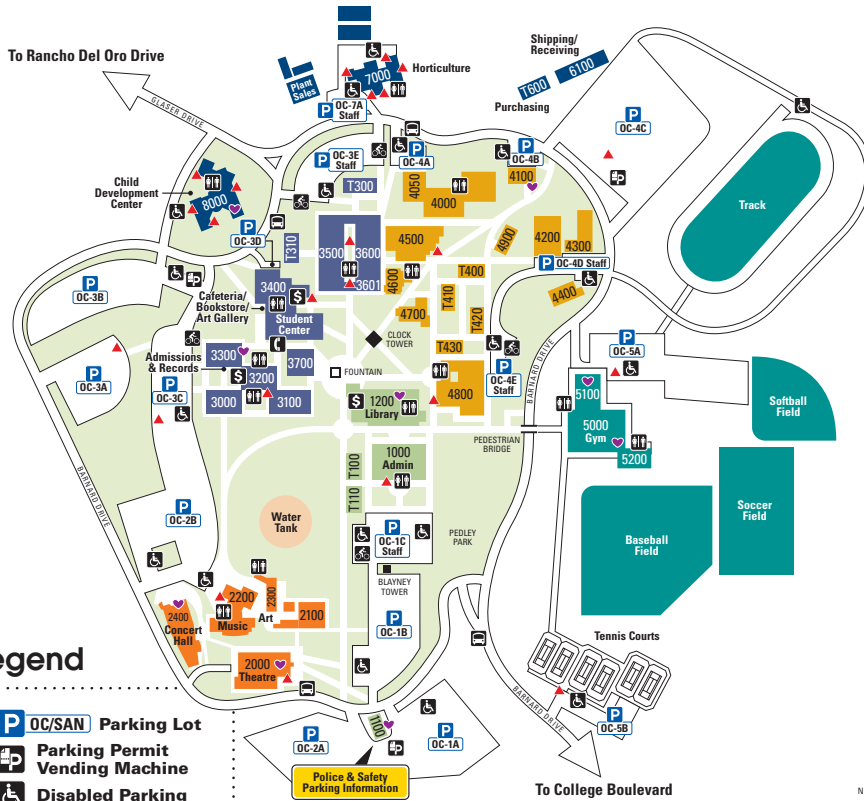 Shipping/
Receiving
To Rancho Del Oro Drive
Horticulture
7000
6100
T600
Plant
Sales
Purchasing
GLASER DRIVE
P
OC-7A
Staff
P
OC-4C
P
OC-3E
Staff
P
OC-4A
P
OC-4B
Child
Development
Center
8000
T300
4050
4000
4100
Track
P
OC-3D
T310
3500
3600
3601
4500
4900
4200
4300
P OC-4D Staff
4600
T400
4400
P
OC-3B
3400
Cafeteria/
Bookstore/
Art Gallery
$
Student
Center
4700
T410
T420
CLOCK
TOWER
T430
P
OC-5A
Admissions
& Records
3300
3700
FOUNTAIN
P
OC-4E
Staff
BARNARD DRIVE
P
OC-3A
P
OC-3C
$
3200
3000
3100
$
1200
Library
4800
5100
5000
Gym
5200
Softball
Field
PEDESTRIAN
BRIDGE
T100
1000
Admin
T110
Soccer
Field
BARNARD DRIVE
P
OC-2B
Water
Tank
P
OC-1C
Staff
PEDLEY
PARK
Baseball
Field
BLAYNEY
TOWER
2400
Concert
Hall
2200
Music
2300
Art
2100
P
OC-1B
Tennis Courts
egend
2000
Theatre
BARNARD DRIVE
P
OC-5B
P OC/SAN Parking Lot
P Parking Permit
Vending Machine
Disabled Parking
P
OC-2A
1100
P
P
OC-1A
Police & Safety
Parking Information
To College Boulevard
N